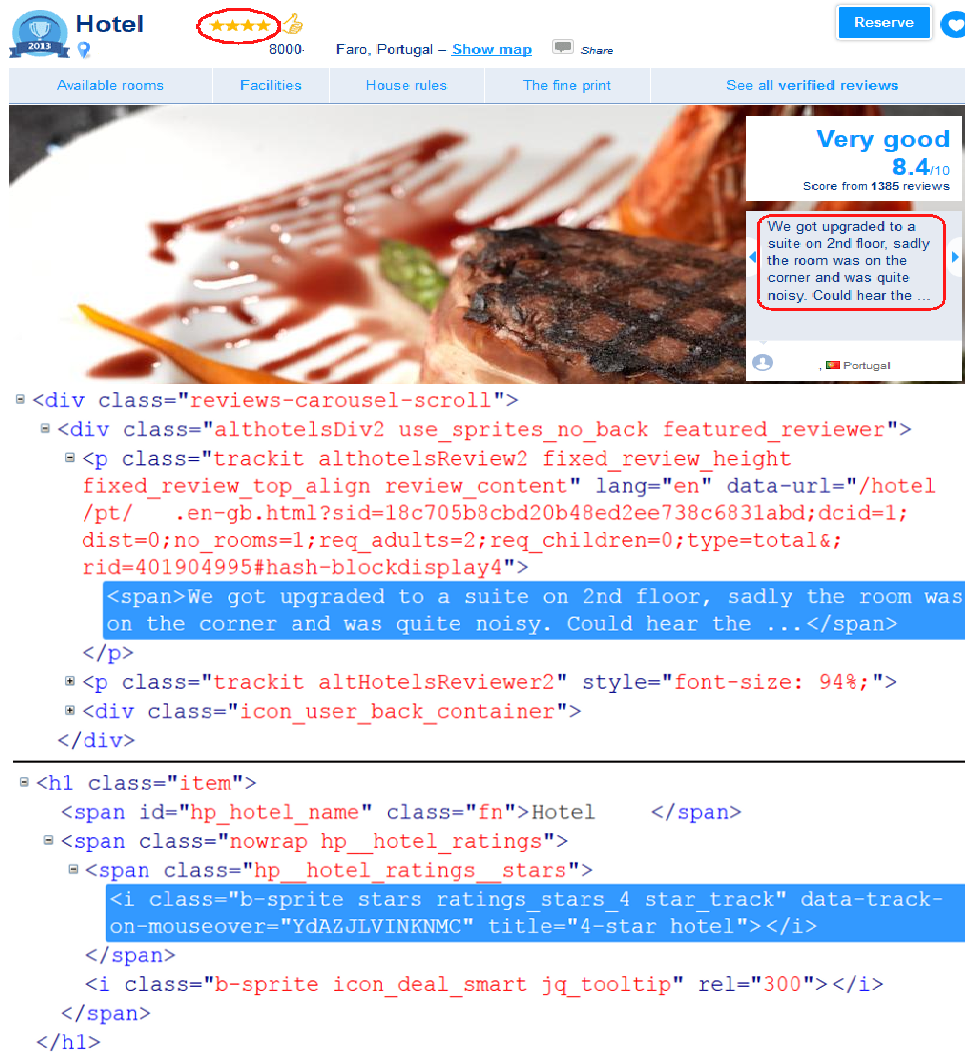 Hotel
2013
8000- Faro, Portugal – Show map Share
Reserve
Available rooms Facilities House rules The fine print See all verified reviews
Very good
8.4/10
Score from 1385 reviews
We got upgraded to a
suite on 2nd floor, sadly
the room was on the
corner and was quite
noisy. Could hear the ...
, Portugal
<div class="reviews-carousel-scroll">
<div class="althotelsDiv2 use_sprites_no_back featured_reviewer">
<p class="trackit althotelsReview2 fixed_review_height
fixed_review_top_align review_content" lang="en" data-url="/hotel
/pt/ .en-gb.html?sid=18c705b8cbd20b48ed2ee738c6831abd;dcid=1;
dist=0;no_rooms=1;req_adults=2;req_children=0;type=total&;
rid=401904995#hash-blockdisplay4">
<span>We got upgraded to a suite on 2nd floor, sadly the room was
on the corner and was quite noisy. Could hear the ...</span>
</p>
<p class="trackit altHotelsReviewer2" style="font-size: 94%;">
<div class="icon_user_back_container">
</div>
<h1 class="item">
<span id="hp_hotel_name" class="fn">Hotel </span>
<span class="nowrap hp__hotel_ratings">
<span class="hp__hotel_ratings__stars">
<i class="b-sprite stars ratings_stars_4 star_track" data-track-
on-mouseover="YdAZJLVINKNMC" title="4-star hotel"></i>
</span>
<i class="b-sprite icon_deal_smart jq_tooltip" rel="300"></i>
</span>
</h1>